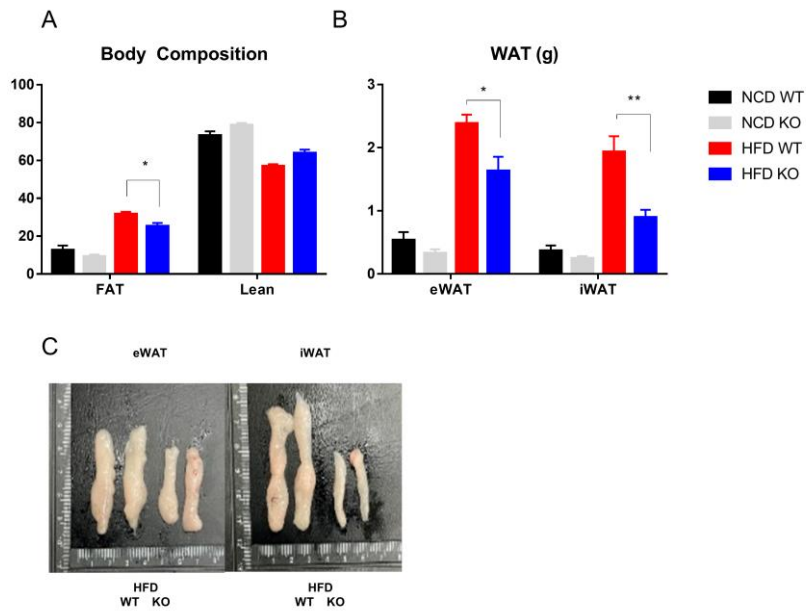 A
Body Composition
100
80
60
40
20
0
*
FAT
Lean
B
WAT (g)
3
2
1
0
*
**
eWAT
iWAT
NCD WT
NCD KO
HFD WT
HFD KO
C
eWAT
iWAT
HFD
WT KO
HFD
WT KO